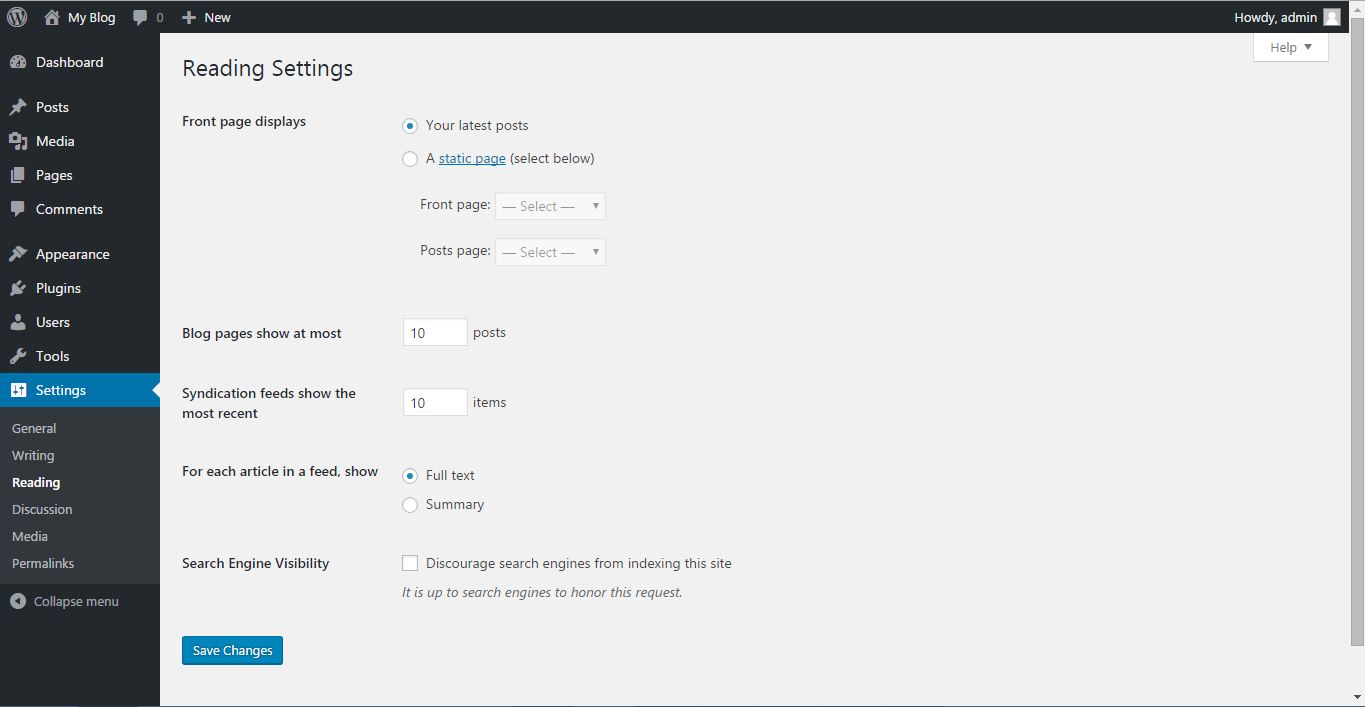 My Blog 0 New Howdy, admin
Help
Dashboard
Posts
Media
Pages
Comments
Appearance
Plugins
Users
Tools
Settings
General
Writing
Reading
Discussion
Media
Permalinks
Collapse menu
Reading Settings
Front page displays
Your latest posts
A static page (select below)
Front page: — Select —
Posts page: — Select —
Blog pages show at most 10 posts
Syndication feeds show the
most recent
10 items
For each article in a feed, show
Full text
Summary
Search Engine Visibility
Discourage search engines from indexing this site
It is up to search engines to honor this request.
Save Changes